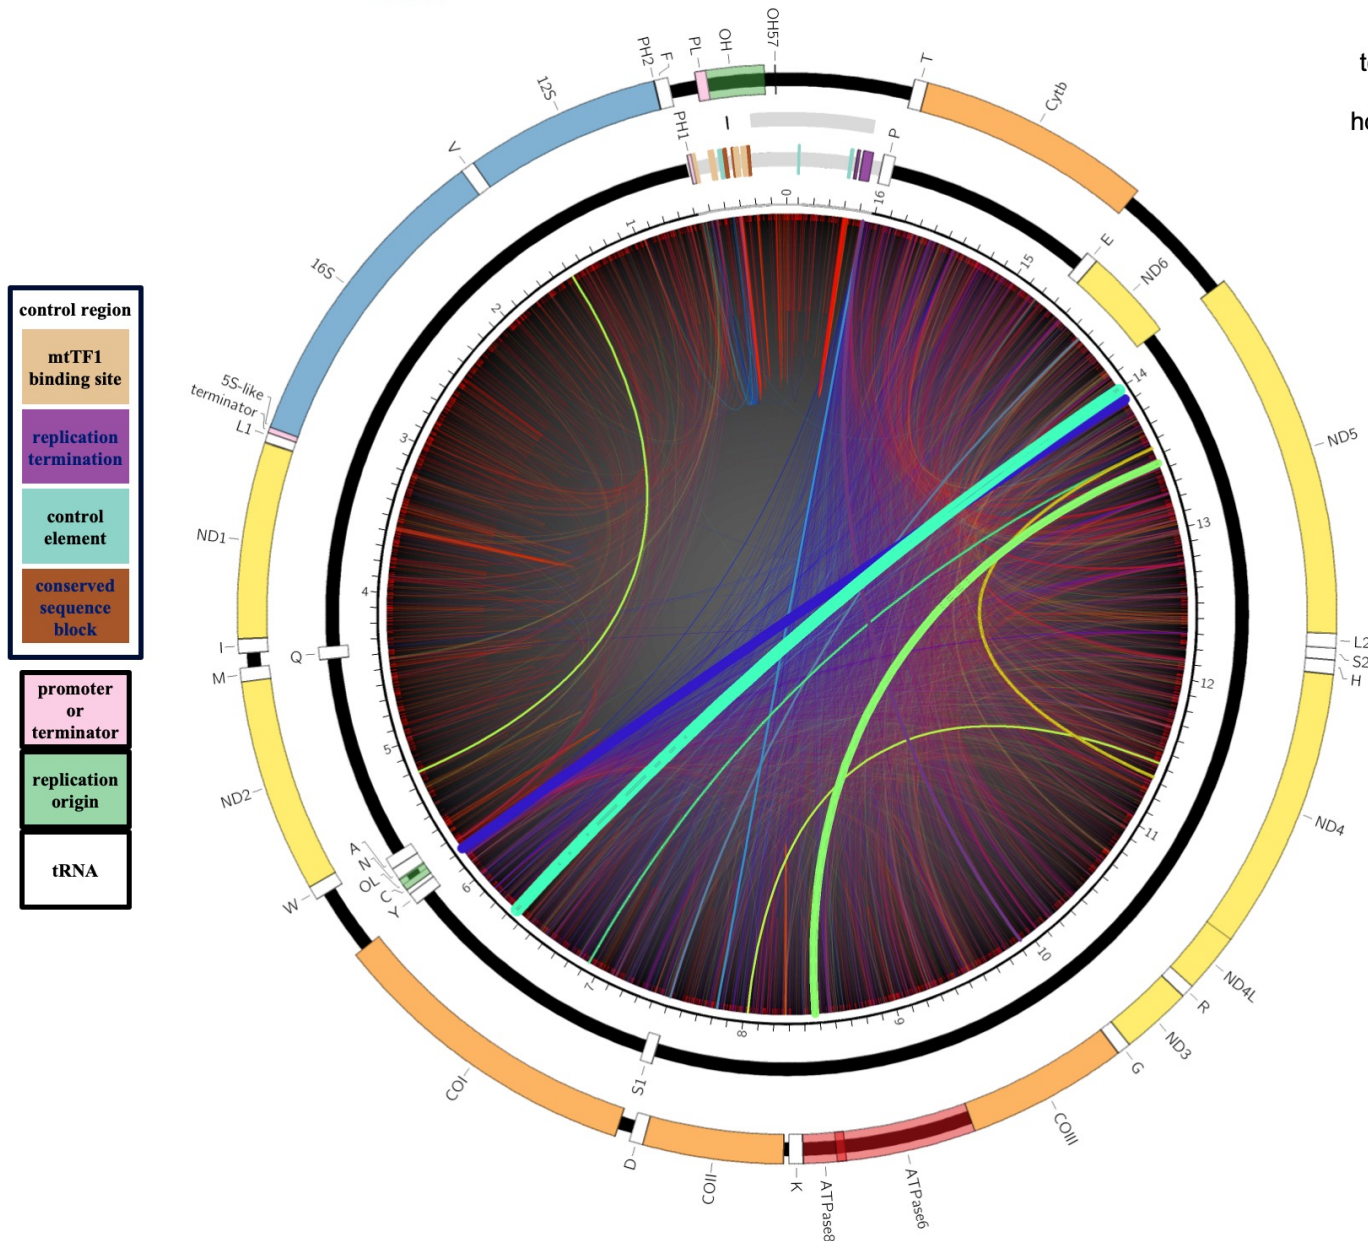 control region
mtTF1
binding site
replication
termination
control
element
conserved
sequence
block
promoter
or
terminator
replication
origin
tRNA
OH57
OH
PL
F
PH2
12S
V
16S
5S-like
terminator
L1
ND1
I
M
ND2
W
COI
D
COII
K
ATPase8
ATPase6
COIII
G
ND3
R
ND4L
ND4
H
S2
L2
ND5
Cytb
T
PH1
P
E
ND6
Q
A
N
OL
C
Y
S1
0
1
2
3
4
5
6
7
8
9
10
11
12
13
14
15
16